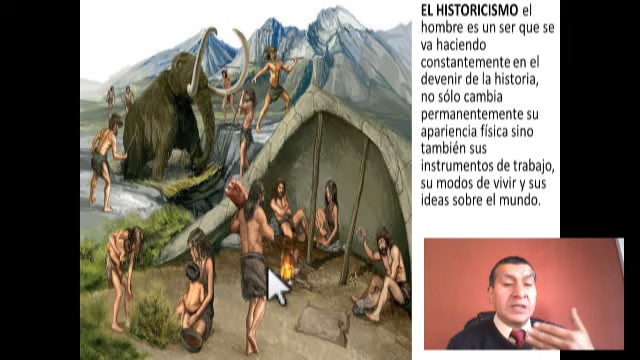 EL HISTORICISMO el
hombre es un ser que se
va haciendo
constantemente en el
devenir de la historia,
no sólo cambia
permanentemente su
apariencia física sino
también sus
instrumentos de trabajo,
su modos de vivir y sus
ideas sobre el mundo.